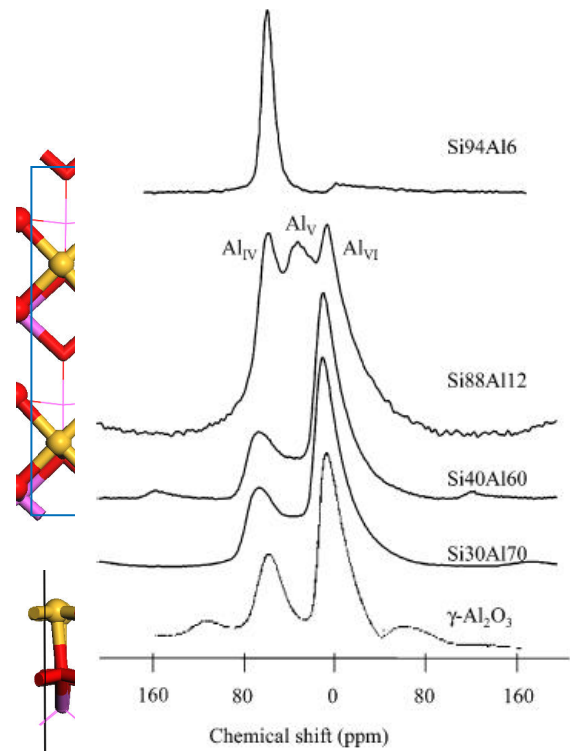 Si94Al6
Al_V
Al_IV
Al_VI
Si88Al12
Si40Al60
Si30Al70
γ-Al₂O₃
160 80 0 80 160
Chemical shift (ppm)